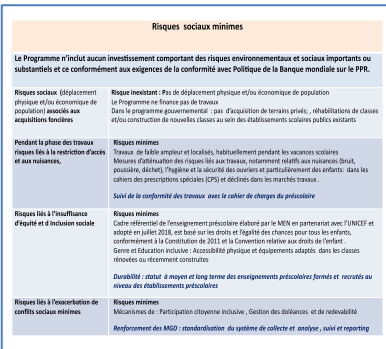 Risques sociaux minimes
Le Programme n'inclut aucun investissement comportant des risques environnementaux et sociaux importants ou
substantiels et ce conformément aux exigences de la conformité avec Politique de la Banque mondiale sur le PPR.
Risques sociaux (déplacement
physique et/ou économique de
population) associés aux
acquisitions foncières
Risque inexistant : Pas de déplacement physique et/ou économique de population
Le Programme ne finance pas de travaux
Dans le programme gouvernemental : pas d'acquisition de terrains privés; , réhabilitations de classes
et/ou construction de nouvelles classes au sein des établissements scolaires publics existants
Pendant la phase des travaux
risques liés à la restriction d'accès
et aux nuisances,
Risques minimes
Travaux de faible ampleur et localisés, habituellement pendant les vacances scolaires
Mesures d'atténuation des risques liés aux travaux, notamment relatifs aux nuisances (bruit,
poussière, déchet), l'hygiène et la sécurité des ouvriers et particulièrement des enfants: dans les
cahiers des prescriptions spéciales (CPS) et déclinés dans les marchés travaux .
Suivi de la conformité des travaux avec le cahier de charges du préscolaire
Risques liés à l'insuffisance
d'équité et d Inclusion sociale
Risques minimes
Cadre référentiel de l'enseignement préscolaire élaboré par le MEN en partenariat avec l'UNICEF et
adopté en juillet 2018, est basé sur les droits et l'égalité des chances pour tous les enfants,
conformément à la Constitution de 2011 et la Convention relative aux droits de l'enfant .
Genre et Education inclusive : Accessibilité physique et équipements adaptés dans les classes
rénovées ou récemment construites
Durabilité : statut à moyen et long terme des enseignements préscolaires formés et recrutés au
niveau des établissements préscolaires
Risques liés à l'exacerbation de
conflits sociaux minimes
Risques minimes
Mécanismes de : Participation citoyenne inclusive , Gestion des doléances et de redevabilité
Renforcement des MGD : standardisation du système de collecte et analyse , suivi et reporting